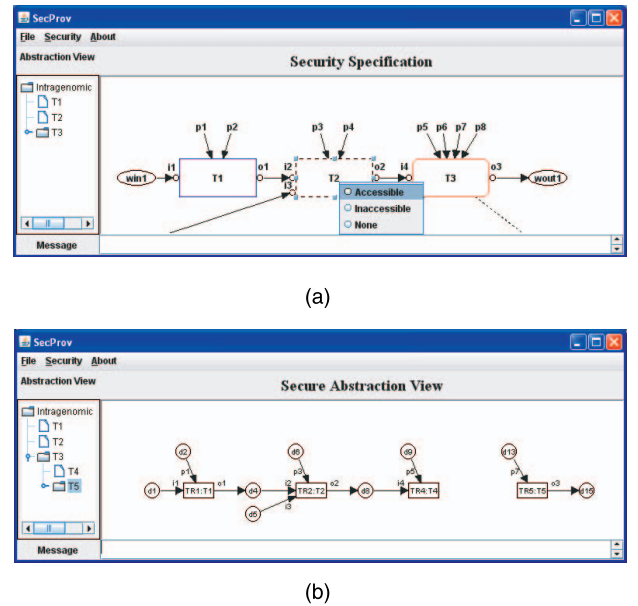 SecProv
File Security About
Abstraction View
Security Specification
Intragenomic
T1
T2
T3
p1 p2 p3 p4 p5 p6 p7 p8
win1 i1 T1 o1 i2 i3 T2 o2 i4 T3 o3 wout1
Accessible
Inaccessible
None
Message
(a)
SecProv
File Security About
Abstraction View
Secure Abstraction View
Intragenomic
T1
T2
T3
T4
T5
d2 d6 d9 d13
p1 p3 p5 p7
d1 i1 TR1:T1 o1 d4 i2 TR2:T2 o2 d8 i4 TR4:T4 TR5:T5 o3 d15
d5 i3
Message
(b)